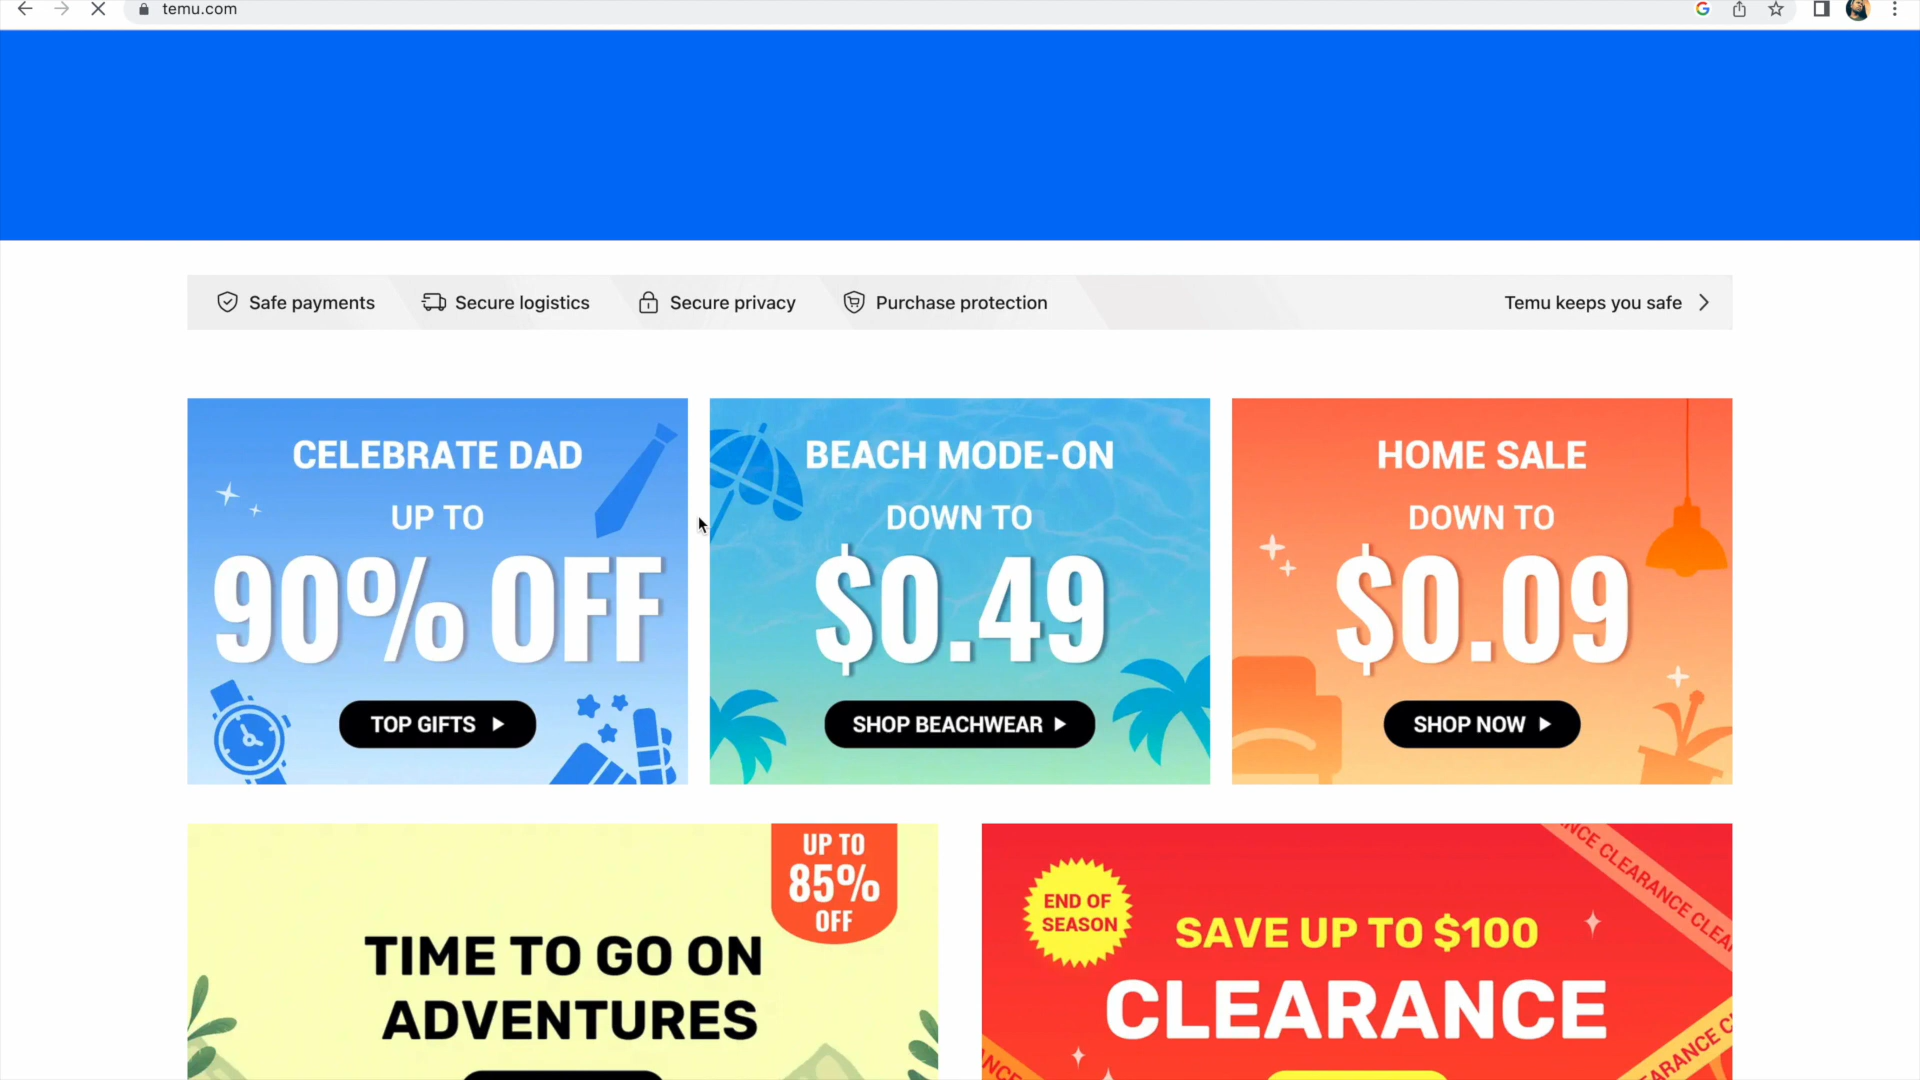 temu.com
Safe payments
Secure logistics
Secure privacy
Purchase protection
Temu keeps you safe
CELEBRATE DAD
UP TO
90% OFF
TOP GIFTS
BEACH MODE-ON
DOWN TO
$0.49
SHOP BEACHWEAR
HOME SALE
DOWN TO
$0.09
SHOP NOW
UP TO
85%
OFF
TIME TO GO ON
ADVENTURES
END OF
SEASON
SAVE UP TO $100
CLEARANCE
CLEARANCE